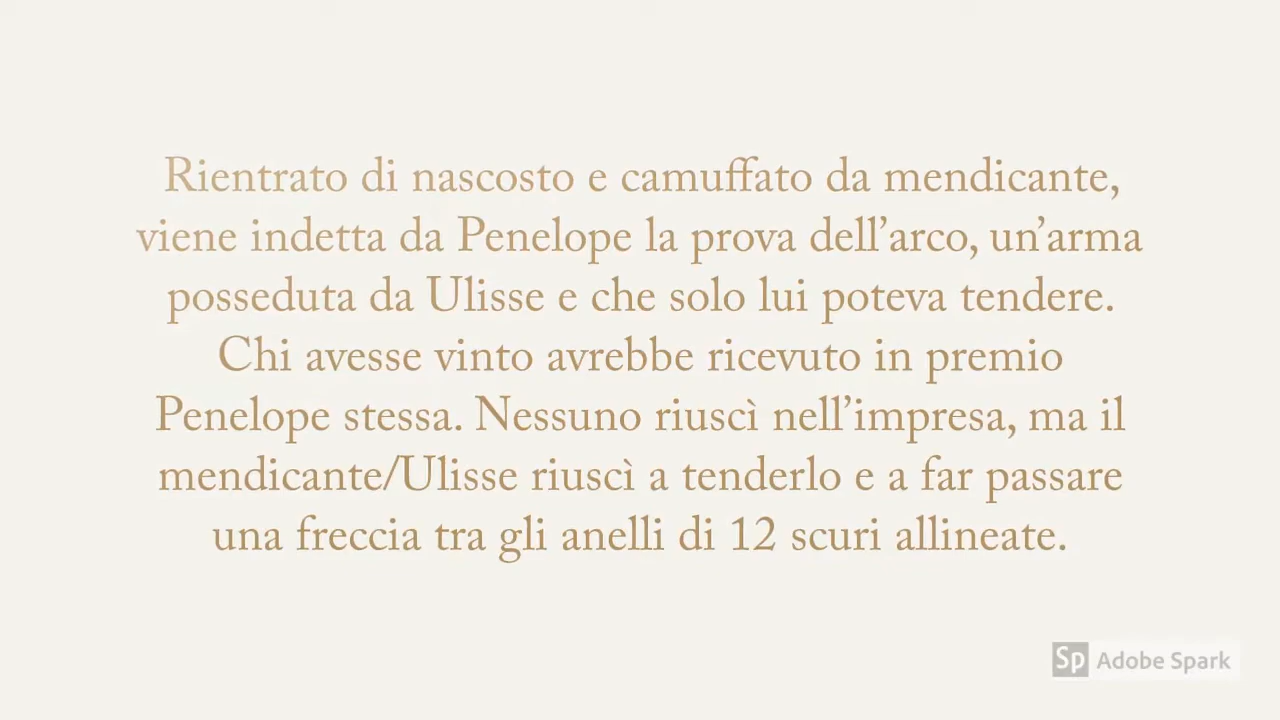 Rientrato di nascosto e camuffato da mendicante,
viene indetta da Penelope la prova dell’arco, un’arma
posseduta da Ulisse e che solo lui poteva tendere.
Chi avesse vinto avrebbe ricevuto in premio
Penelope stessa. Nessuno riuscì nell’impresa, ma il
mendicante/Ulisse riuscì a tenderlo e a far passare
una freccia tra gli anelli di 12 scuri allineate.
Sp Adobe Spark